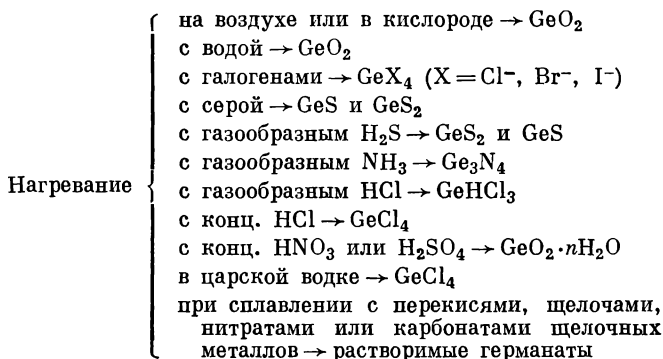 на воздухе или в кислороде → GeO₂
с водой → GeO₂
с галогенами → GeX₄ (X = Cl⁻, Br⁻, I⁻)
с серой → GeS и GeS₂
с газообразным H₂S → GeS₂ и GeS
с газообразным NH₃ → Ge₃N₄
Нагревание
с газообразным HCl → GeHCl₃
с конц. HCl → GeCl₄
с конц. HNO₃ или H₂SO₄ → GeO₂·nH₂O
в царской водке → GeCl₄
при сплавлении с перекисями, щелочами,
нитратами или карбонатами щелочных
металлов → растворимые германаты